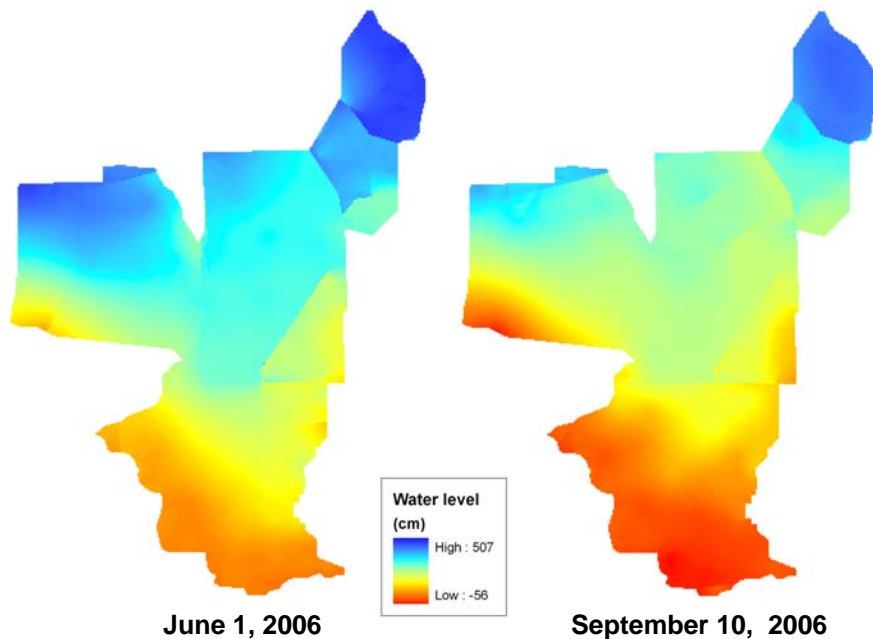 Water level
(cm)
High : 507
Low : -56
June 1, 2006
September 10, 2006